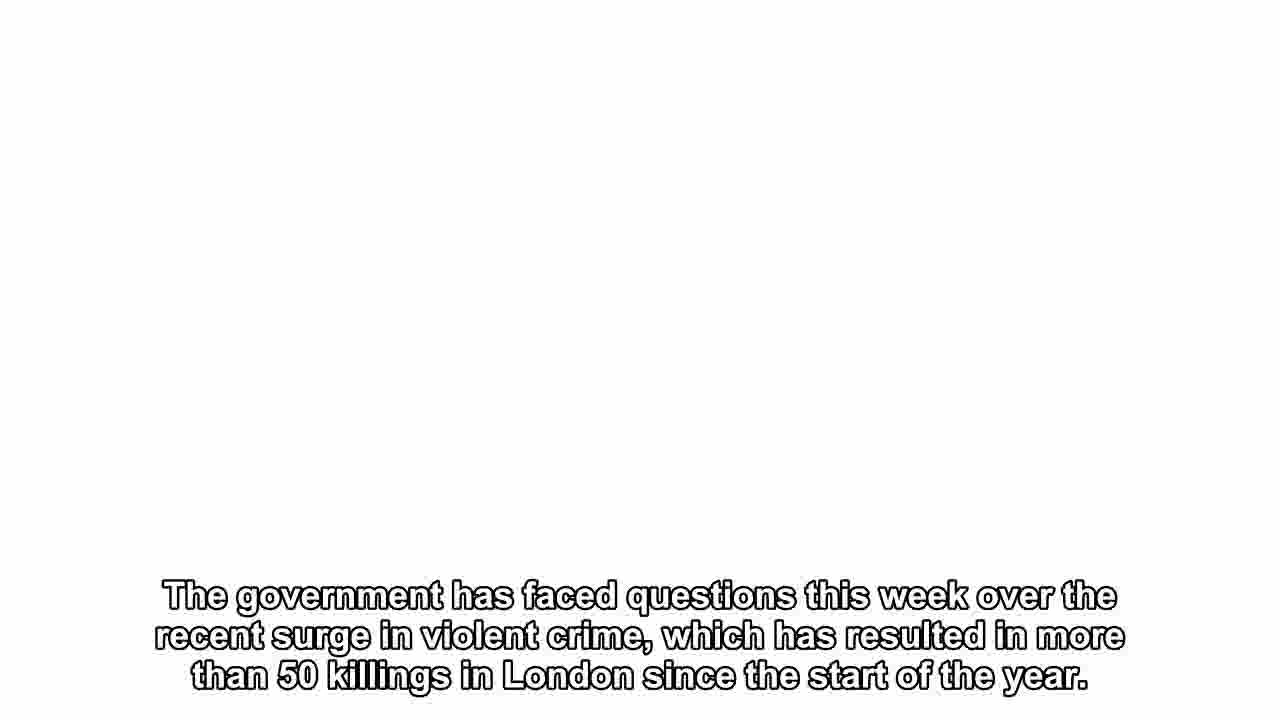 The government has faced questions this week over the
recent surge in violent crime, which has resulted in more
than 50 killings in London since the start of the year.